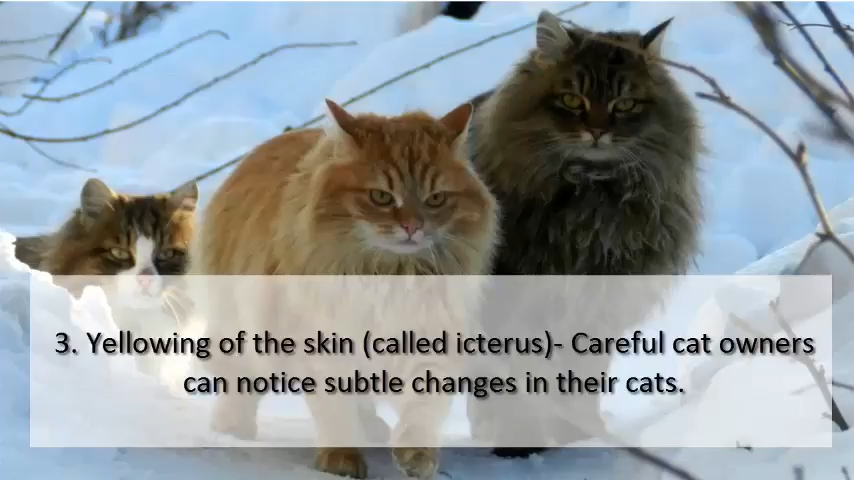 3. Yellowing of the skin (called icterus)- Careful cat owners
can notice subtle changes in their cats.